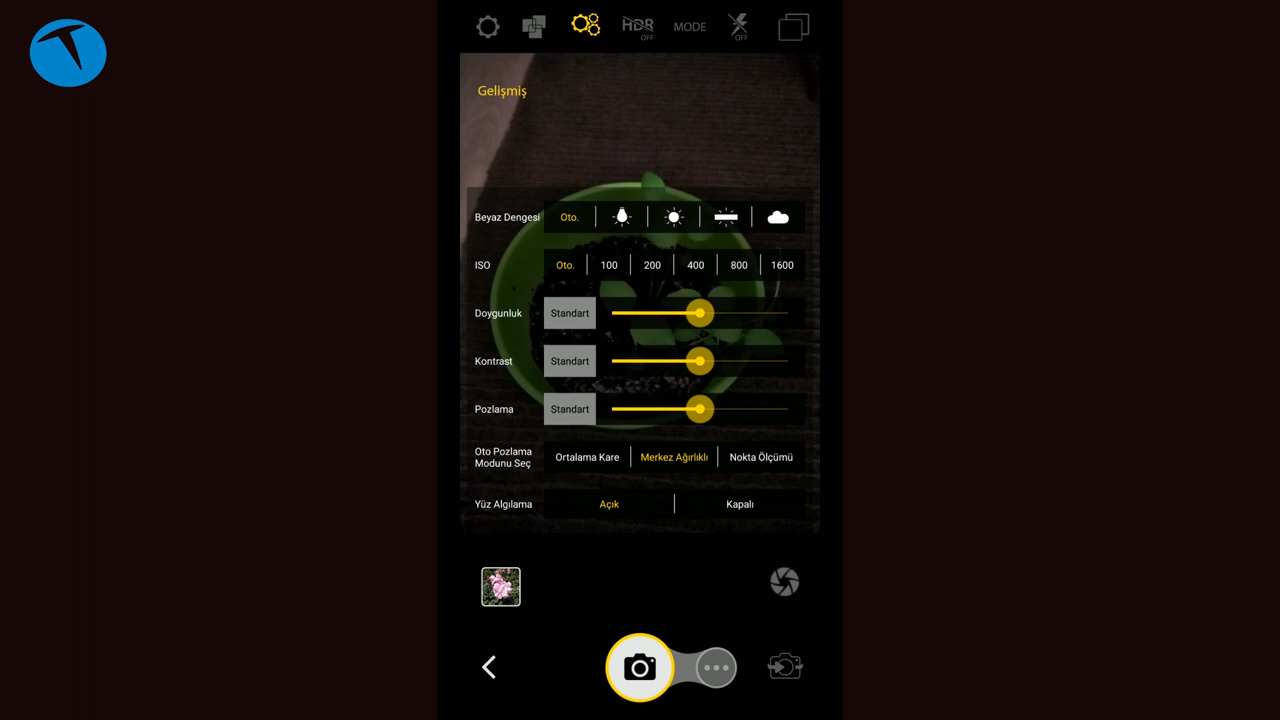 HDR
OFF
MODE
OFF
Gelişmiş
Beyaz Dengesi Oto.
ISO Oto. 100 200 400 800 1600
Doygunluk Standart
Kontrast Standart
Pozlama Standart
Oto Pozlama
Modunu Seç Ortalama Kare Merkez Ağırlıklı Nokta Ölçümü
Yüz Algılama Açık Kapalı